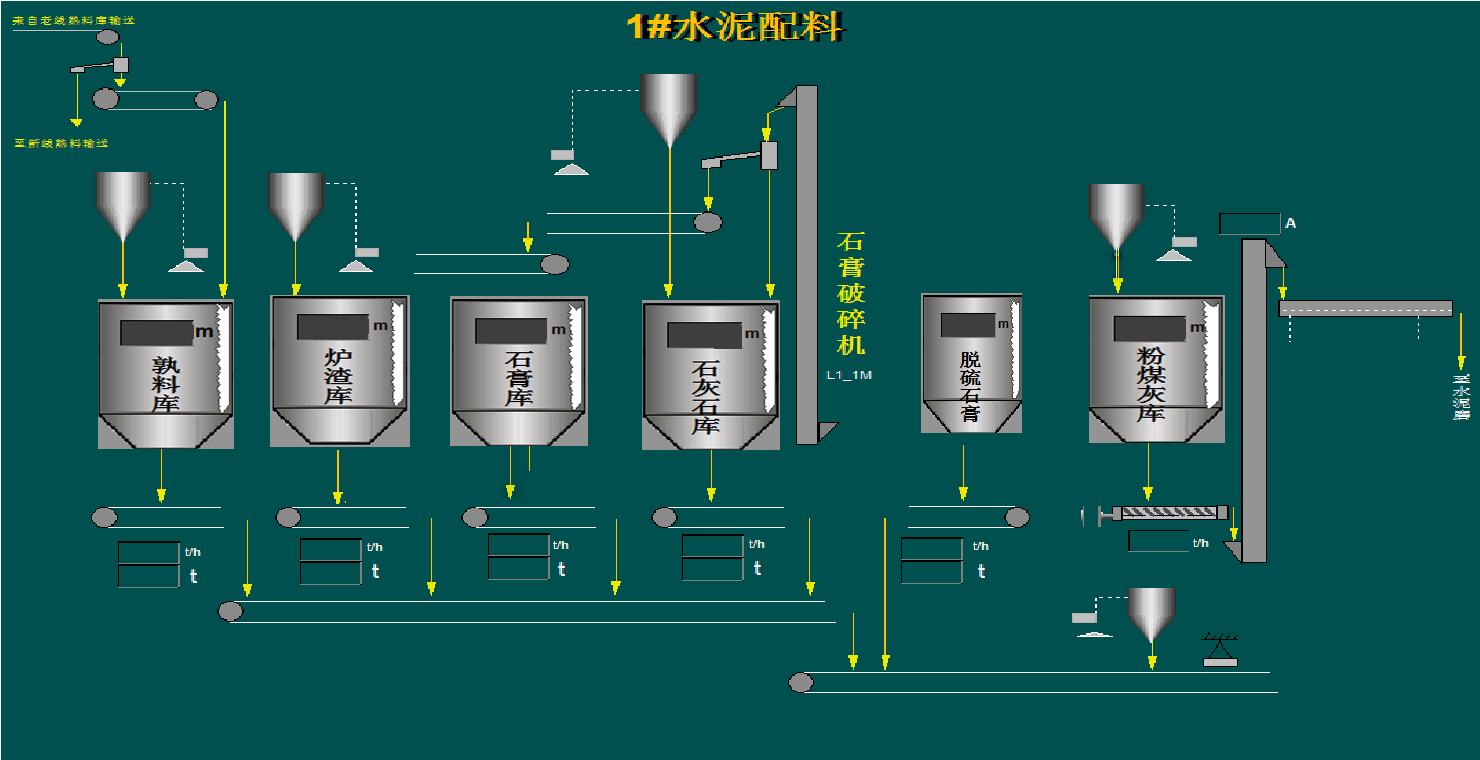 1#水泥配料
来自老线熟料库输送
至新线熟料输送
石膏破碎机
L1_1M
A
至水泥磨
m
熟料库
m
炉渣库
m
石膏库
m
石灰石库
m
脱硫石膏
m
粉煤灰库
t/h
t
t/h
t
t/h
t
t/h
t
t/h
t
t/h